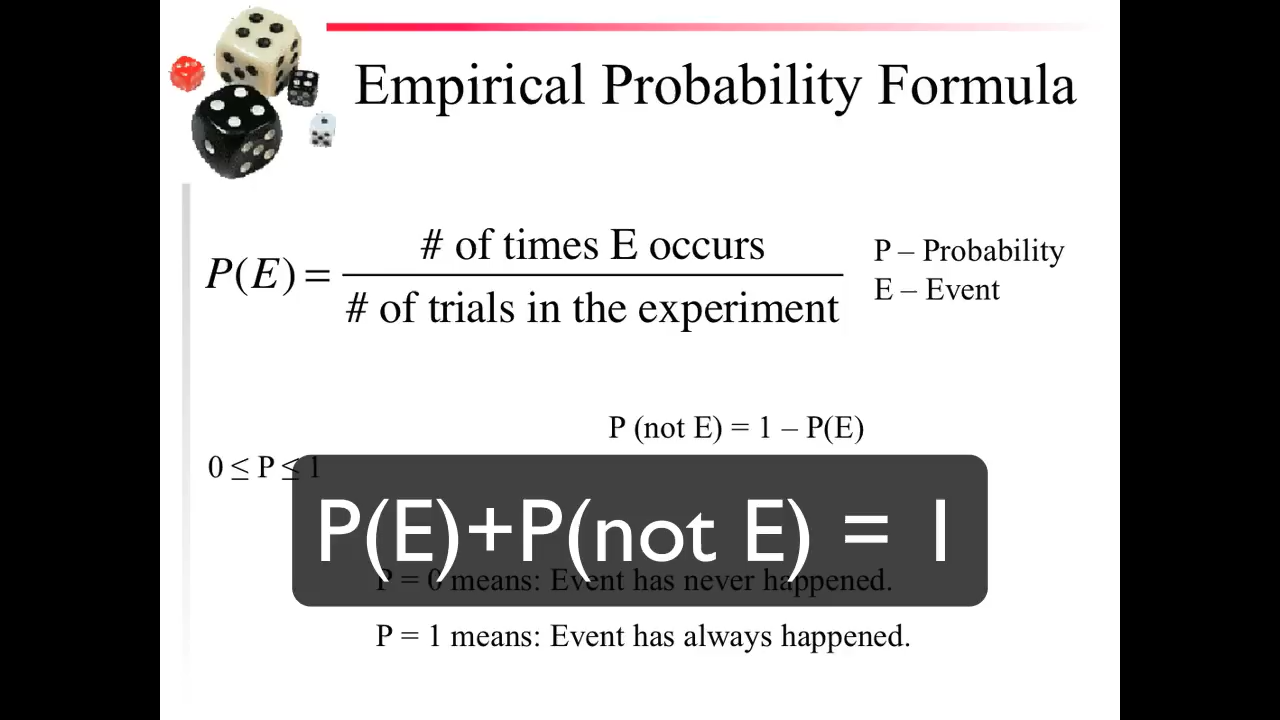 Empirical Probability Formula
P(E) = # of times E occurs / # of trials in the experiment
P – Probability
E – Event
P (not E) = 1 – P(E)
0 ≤ P ≤ 1
P(E)+P(not E) = 1
P = 0 means: Event has never happened.
P = 1 means: Event has always happened.